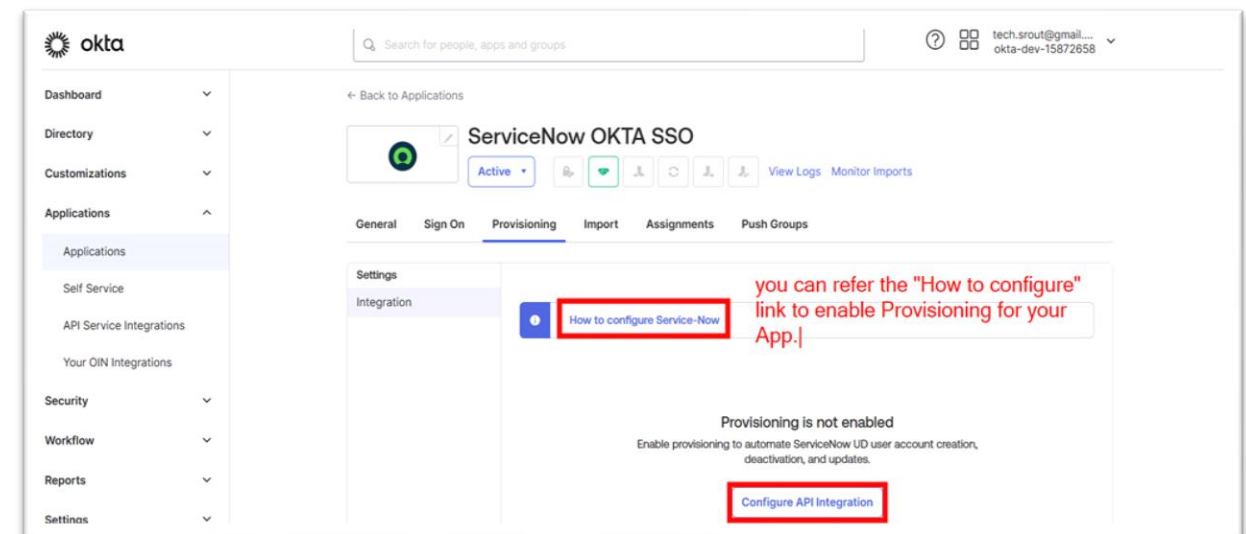 okta
Search for people, apps and groups
tech.srout@gmail....
okta-dev-15872658
Dashboard
Directory
Customizations
Applications
Applications
Self Service
API Service Integrations
Your OIN Integrations
Security
Workflow
Reports
Settings
← Back to Applications
ServiceNow OKTA SSO
Active
View Logs Monitor Imports
General Sign On Provisioning Import Assignments Push Groups
Settings
Integration
How to configure Service-Now
you can refer the "How to configure"
link to enable Provisioning for your
App.|
Provisioning is not enabled
Enable provisioning to automate ServiceNow UD user account creation,
deactivation, and updates.
Configure API Integration